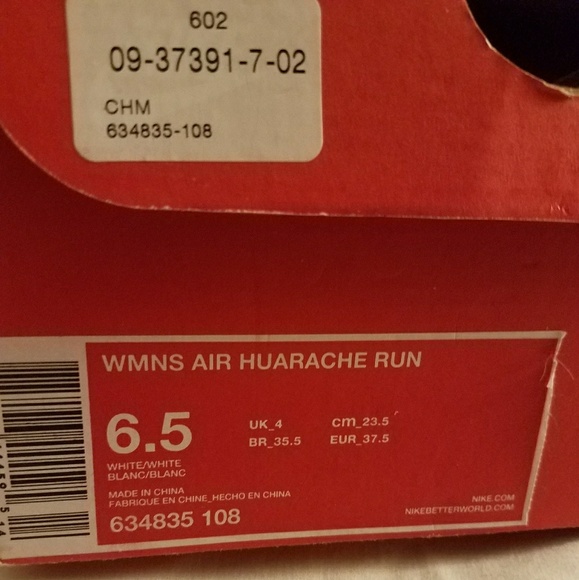 602
09-37391-7-02
CHM
634835-108
WMNS AIR HUARACHE RUN
6.5
UK_4 cm_23.5
BR_35.5 EUR_37.5
WHITE/WHITE
BLANC/BLANC
MADE IN CHINA
FABRIQUE EN CHINE_HECHO EN CHINA
634835 108
NIKE.COM
NIKEBETTERWORLD.COM